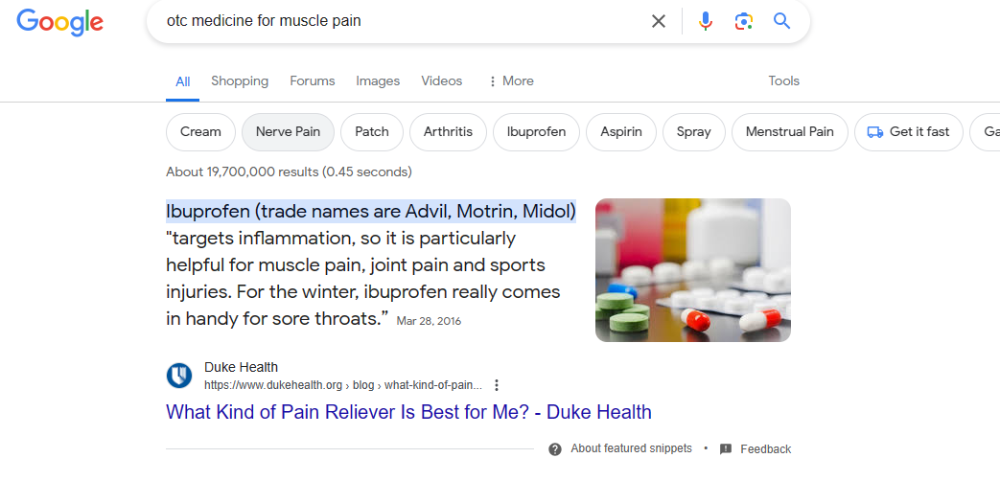 Google
otc medicine for muscle pain
All Shopping Forums Images Videos More Tools
Cream Nerve Pain Patch Arthritis Ibuprofen Aspirin Spray Menstrual Pain Get it fast Ga
About 19,700,000 results (0.45 seconds)
Ibuprofen (trade names are Advil, Motrin, Midol)
"targets inflammation, so it is particularly
helpful for muscle pain, joint pain and sports
injuries. For the winter, ibuprofen really comes
in handy for sore throats.” Mar 28, 2016
Duke Health
https://www.dukehealth.org › blog › what-kind-of-pain...
What Kind of Pain Reliever Is Best for Me? - Duke Health
About featured snippets • Feedback